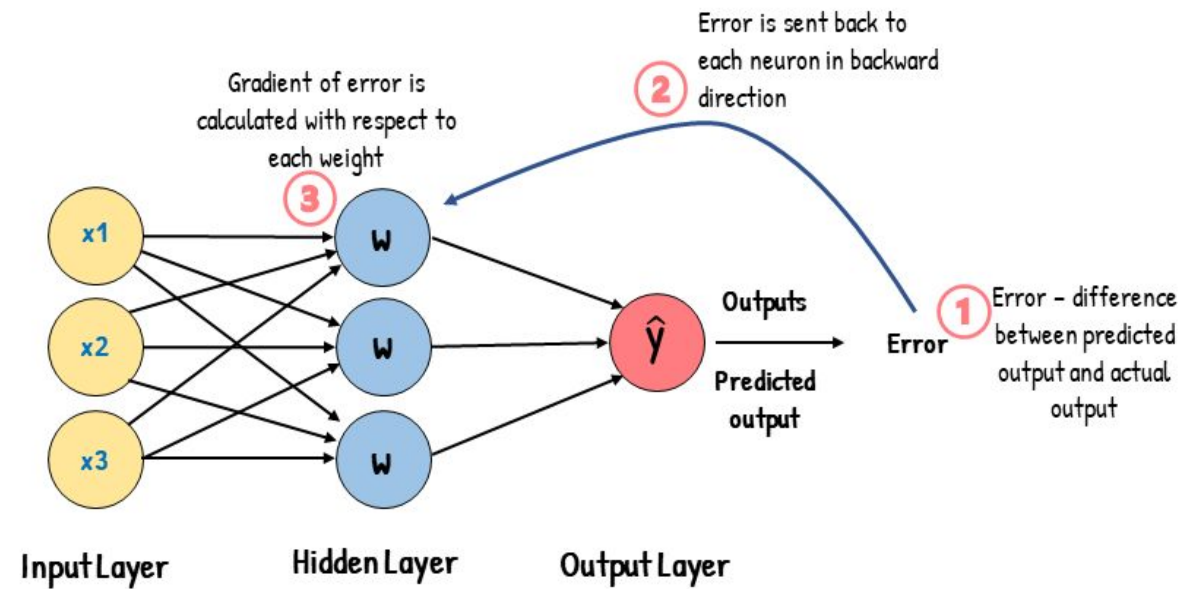 Error is sent back to
each neuron in backward
direction
2
Gradient of error is
calculated with respect to
each weight
3
x1
w
x2
w
x3
w
ŷ
Outputs
Predicted
output
Error
1
Error - difference
between predicted
output and actual
output
Input Layer
Hidden Layer
Output Layer